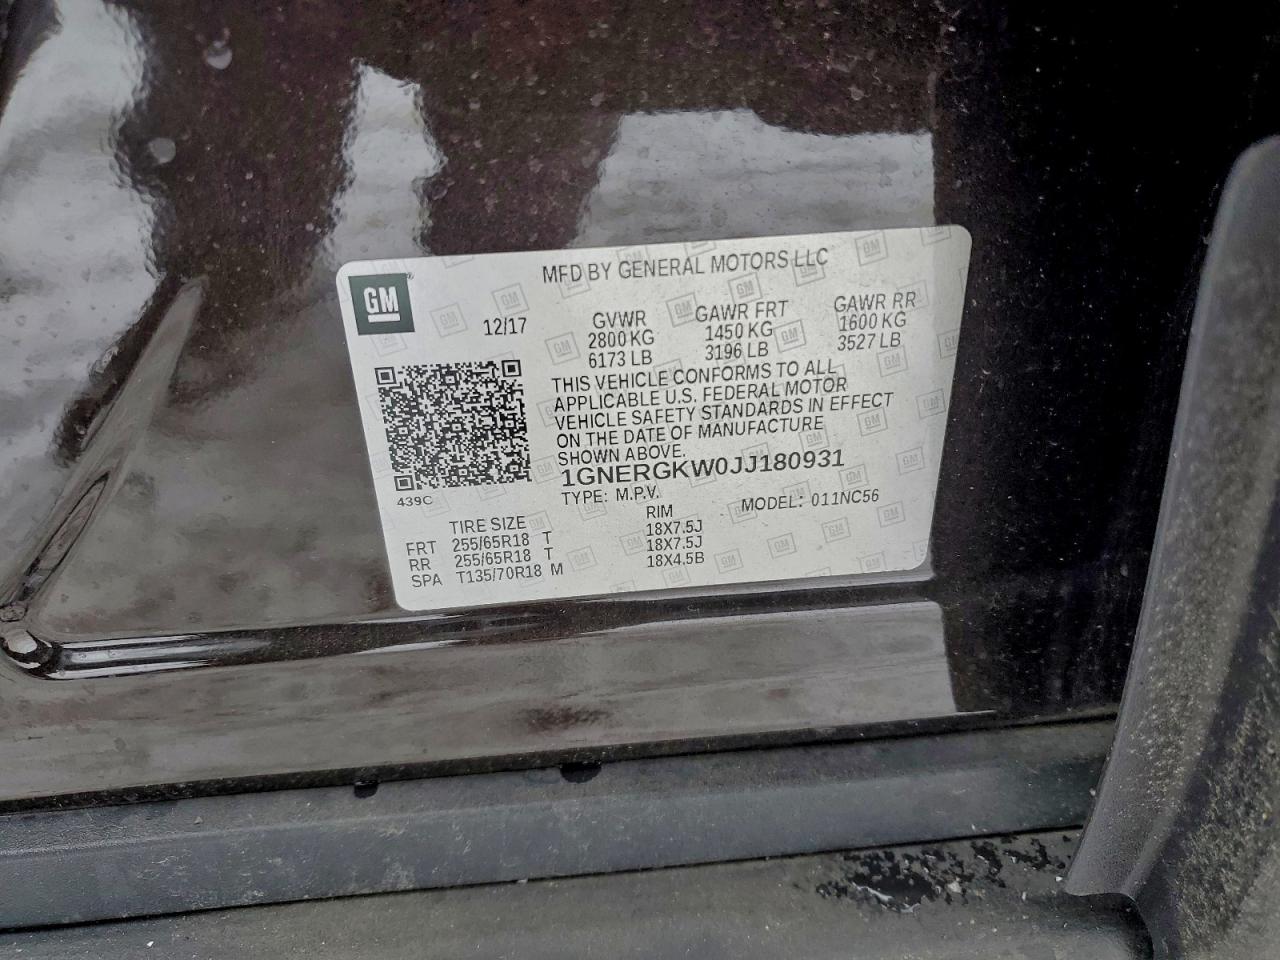 MFD BY GENERAL MOTORS LLC
GM
12/17
GVWR GAWR FRT GAWR RR
2800 KG 1450 KG 1600 KG
6173 LB 3196 LB 3527 LB
THIS VEHICLE CONFORMS TO ALL
APPLICABLE U.S. FEDERAL MOTOR
VEHICLE SAFETY STANDARDS IN EFFECT
ON THE DATE OF MANUFACTURE
SHOWN ABOVE.
1GNERGKW0JJ180931
439C
TYPE: M.P.V. MODEL: 011NC56
TIRE SIZE RIM
FRT 255/65R18 T 18X7.5J
RR 255/65R18 T 18X7.5J
SPA T135/70R18 M 18X4.5B